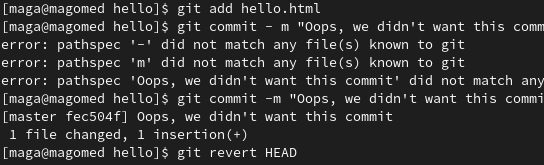 [maga@magomed hello]$ git add hello.html
[maga@magomed hello]$ git commit - m "Oops, we didn't want this comm
error: pathspec '-' did not match any file(s) known to git
error: pathspec 'm' did not match any file(s) known to git
error: pathspec 'Oops, we didn't want this commit' did not match any
[maga@magomed hello]$ git commit -m "Oops, we didn't want this commi
[master fec504f] Oops, we didn't want this commit
1 file changed, 1 insertion(+)
[maga@magomed hello]$ git revert HEAD